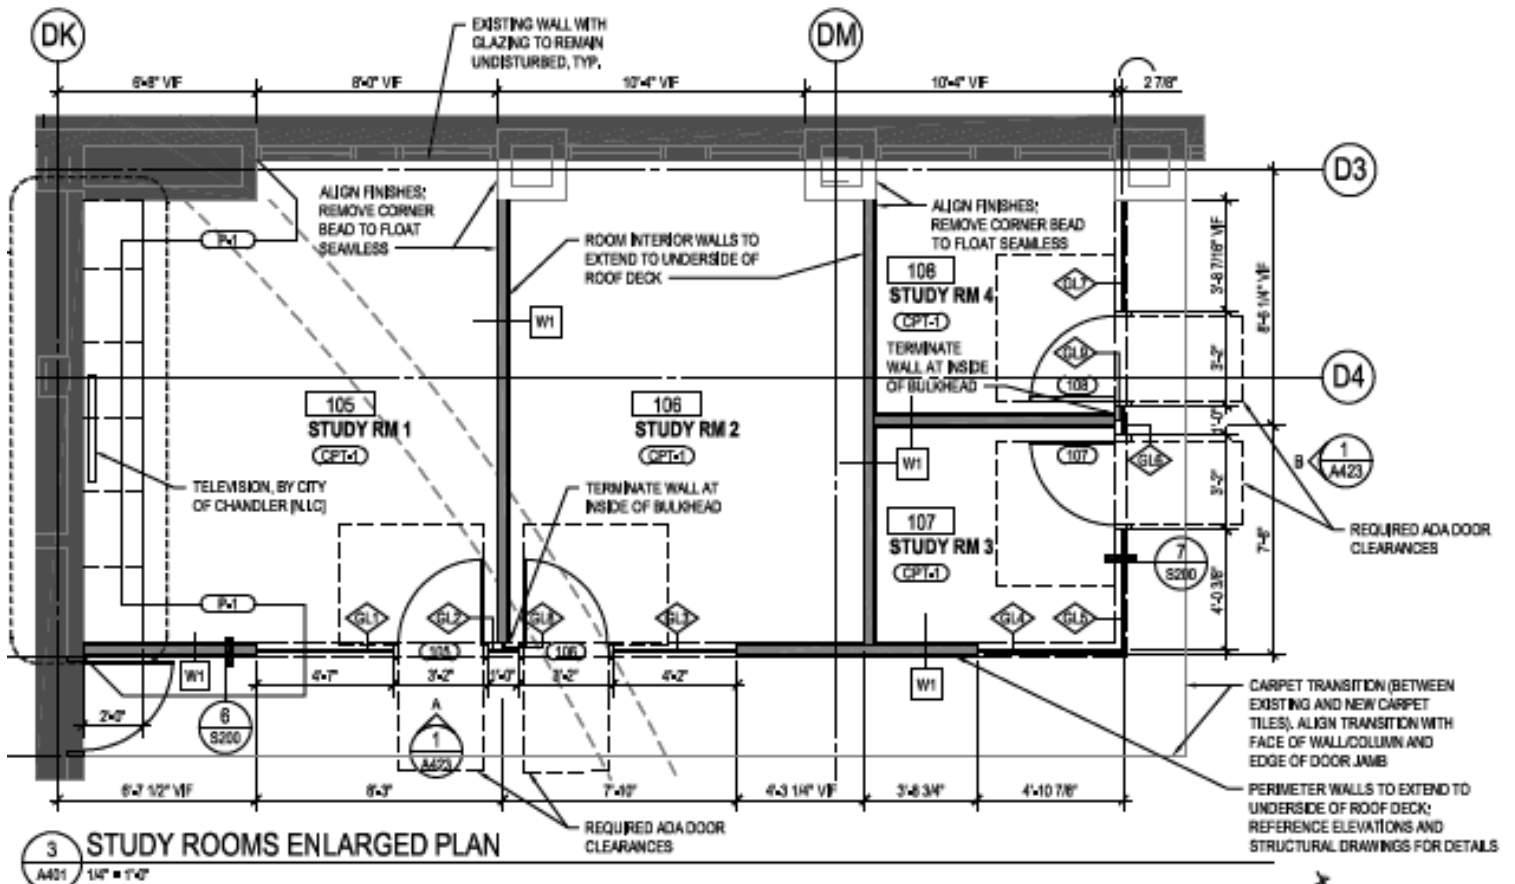 DK
DM
EXISTING WALL WITH
GLAZING TO REMAIN
UNDISTURBED, TYP.
6'-8" VIF
8'-0" VIF
10'-4" VIF
10'-4" VIF
2 7/8"
D3
ALIGN FINISHES;
REMOVE CORNER
BEAD TO FLOAT
SEAMLESS
ALIGN FINISHES;
REMOVE CORNER BEAD
TO FLOAT SEAMLESS
P-1
ROOM INTERIOR WALLS TO
EXTEND TO UNDERSIDE OF
ROOF DECK
3'-8 7/16" VIF
108
STUDY RM 4
CPT-1
GL7
W1
TERMINATE
WALL AT INSIDE
OF BULKHEAD
GL9
108
3'-2"
D4
105
STUDY RM 1
CPT-1
106
STUDY RM 2
CPT-1
1'-0"
107
GL6
W1
B
1
A423
3'-2"
TELEVISION, BY CITY
OF CHANDLER [N.I.C]
TERMINATE WALL AT
INSIDE OF BULKHEAD
107
STUDY RM 3
CPT-1
REQUIRED ADA DOOR
CLEARANCES
7'-6"
7
S200
4'-0 3/8"
P-1
GL1
GL2
GL3
GL4
GL5
105
106
W1
4'-7"
3'-2"
1'-0"
3'-2"
4'-2"
W1
2'-0"
6
S200
A
1
A423
CARPET TRANSITION (BETWEEN
EXISTING AND NEW CARPET
TILES). ALIGN TRANSITION WITH
FACE OF WALL/COLUMN AND
EDGE OF DOOR JAMB
6'-7 1/2" VIF
8'-3"
7'-10"
4'-3 1/4" VIF
3'-8 3/4"
4'-10 7/8"
PERIMETER WALLS TO EXTEND TO
UNDERSIDE OF ROOF DECK;
REFERENCE ELEVATIONS AND
STRUCTURAL DRAWINGS FOR DETAILS
REQUIRED ADA DOOR
CLEARANCES
3
A401
STUDY ROOMS ENLARGED PLAN
1/4" = 1'-0"